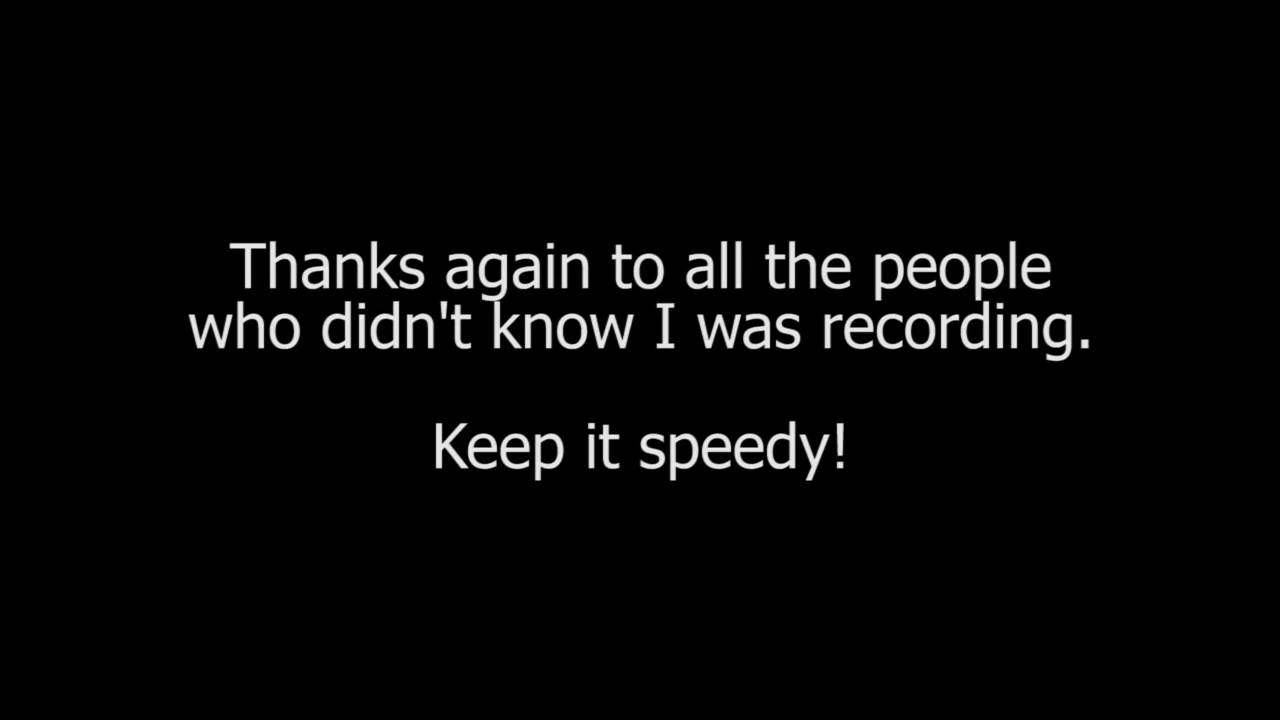 Thanks again to all the people
who didn't know I was recording.
Keep it speedy!